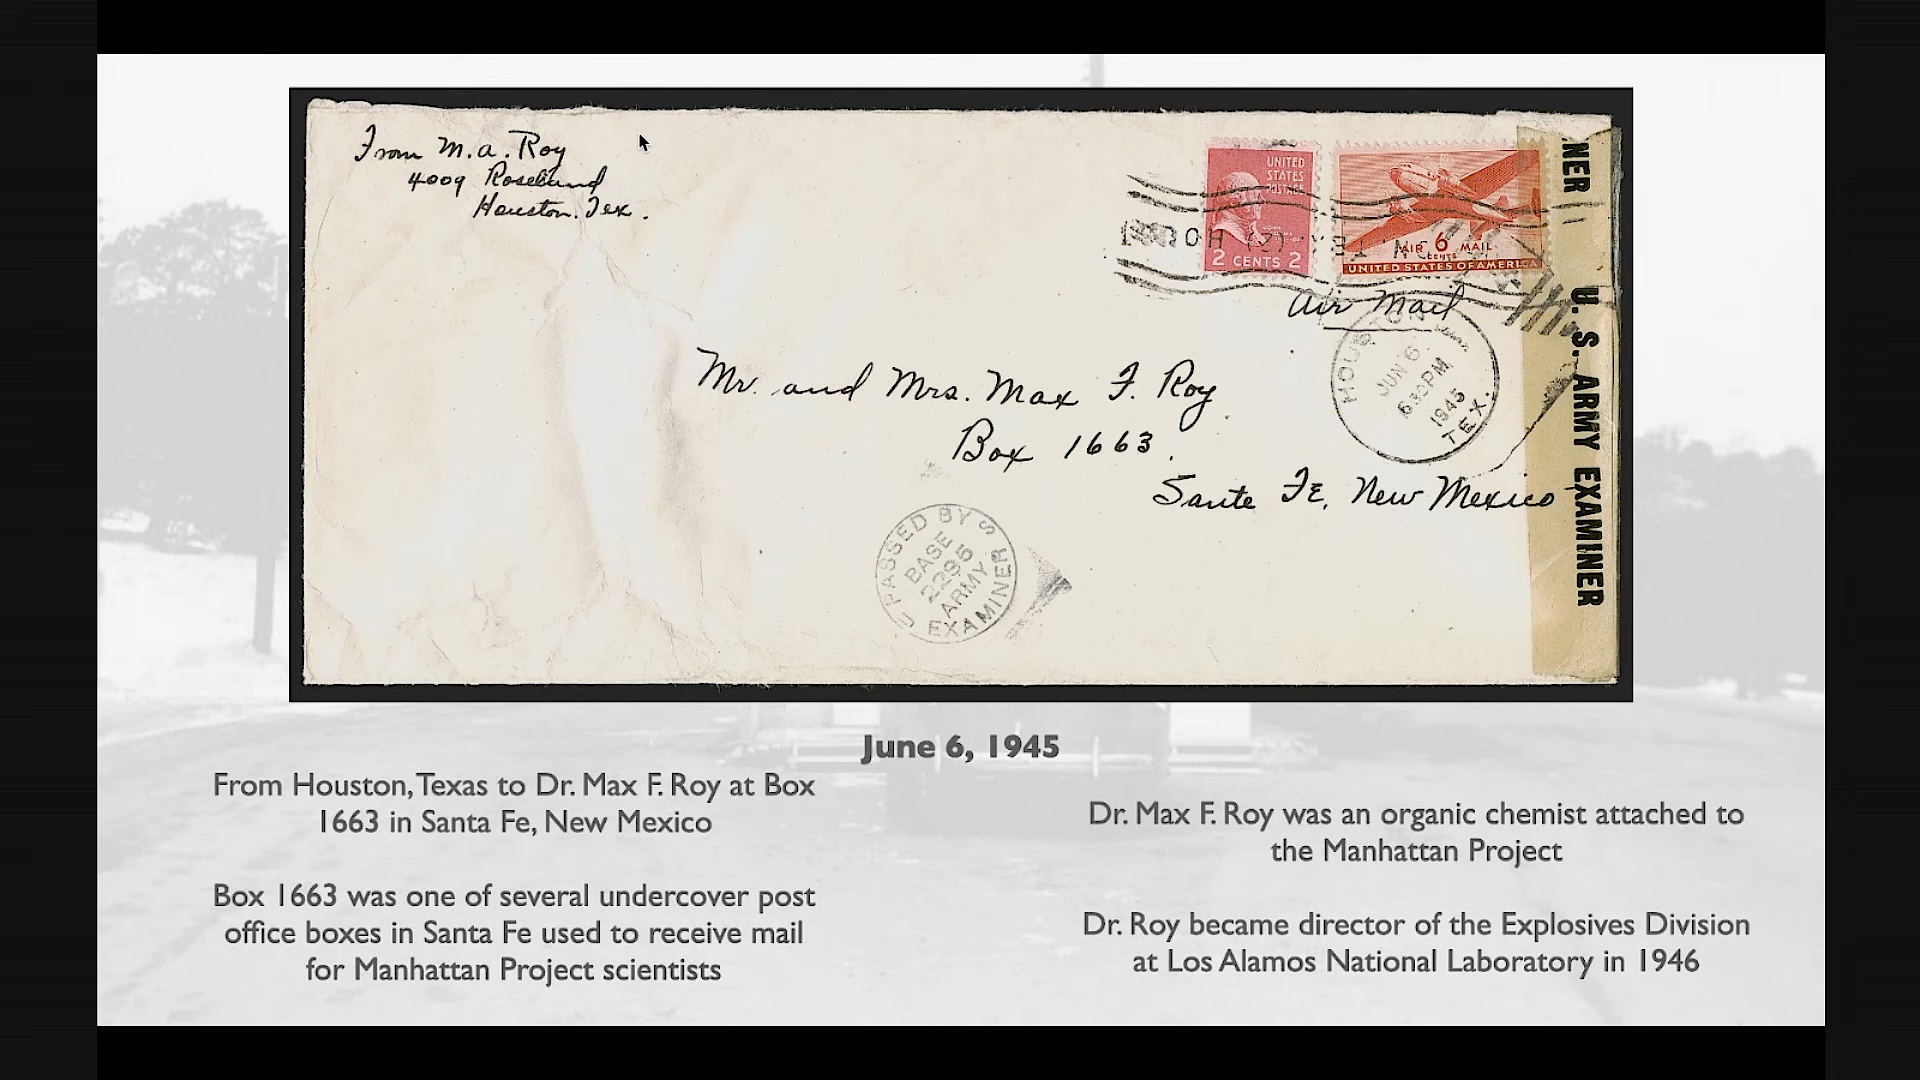 From M.a. Roy
4009 Roseland
Houston. Tex.
UNITED
STATES
POSTAGE
2 CENTS 2
AIR 6 MAIL
CENTS
UNITED STATES OF AMERICA
Air Mail
HOUSTON
JUN 6
630 PM
1945
TEX.
Mr. and Mrs. Max F. Roy
Box 1663.
Sante FE, New Mexico
PASSED BY
BASE
2295
ARMY
EXAMINER
U S
NER
U. S. ARMY EXAMINER
June 6, 1945
From Houston, Texas to Dr. Max F. Roy at Box
1663 in Santa Fe, New Mexico
Box 1663 was one of several undercover post
office boxes in Santa Fe used to receive mail
for Manhattan Project scientists
Dr. Max F. Roy was an organic chemist attached to
the Manhattan Project
Dr. Roy became director of the Explosives Division
at Los Alamos National Laboratory in 1946